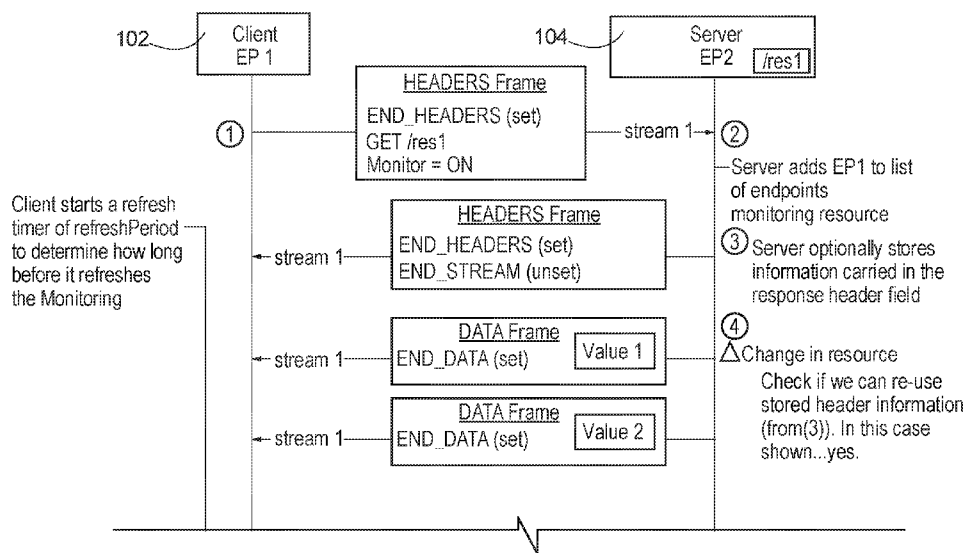 102
Client
EP 1
104
Server
EP2
/res1
HEADERS Frame
END_HEADERS (set)
GET /res1
Monitor = ON
1
stream 1
2
Server adds EP1 to list
of endpoints
monitoring resource
Client starts a refresh
timer of refreshPeriod
to determine how long
before it refreshes
the Monitoring
HEADERS Frame
END_HEADERS (set)
END_STREAM (unset)
stream 1
3 Server optionally stores
information carried in the
response header field
DATA Frame
END_DATA (set)
Value 1
stream 1
4
△Change in resource
Check if we can re-use
stored header information
(from(3)). In this case
shown...yes.
DATA Frame
END_DATA (set)
Value 2
stream 1